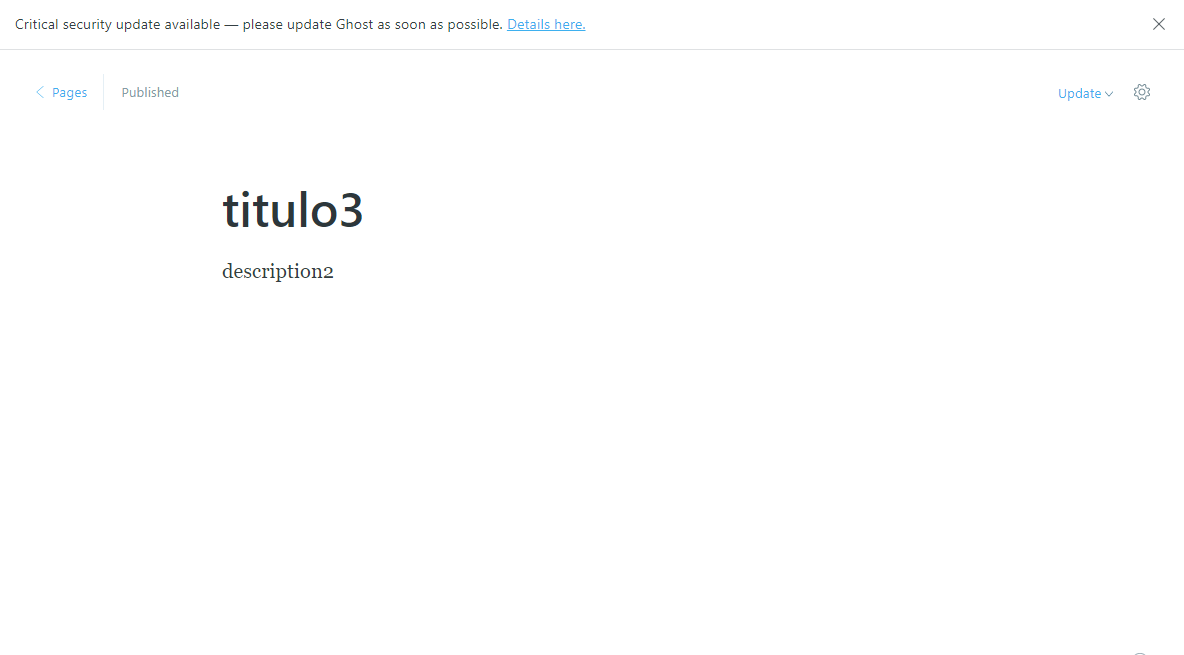 Critical security update available — please update Ghost as soon as possible. Details here.
Pages
Published
Update
titulo3
description2